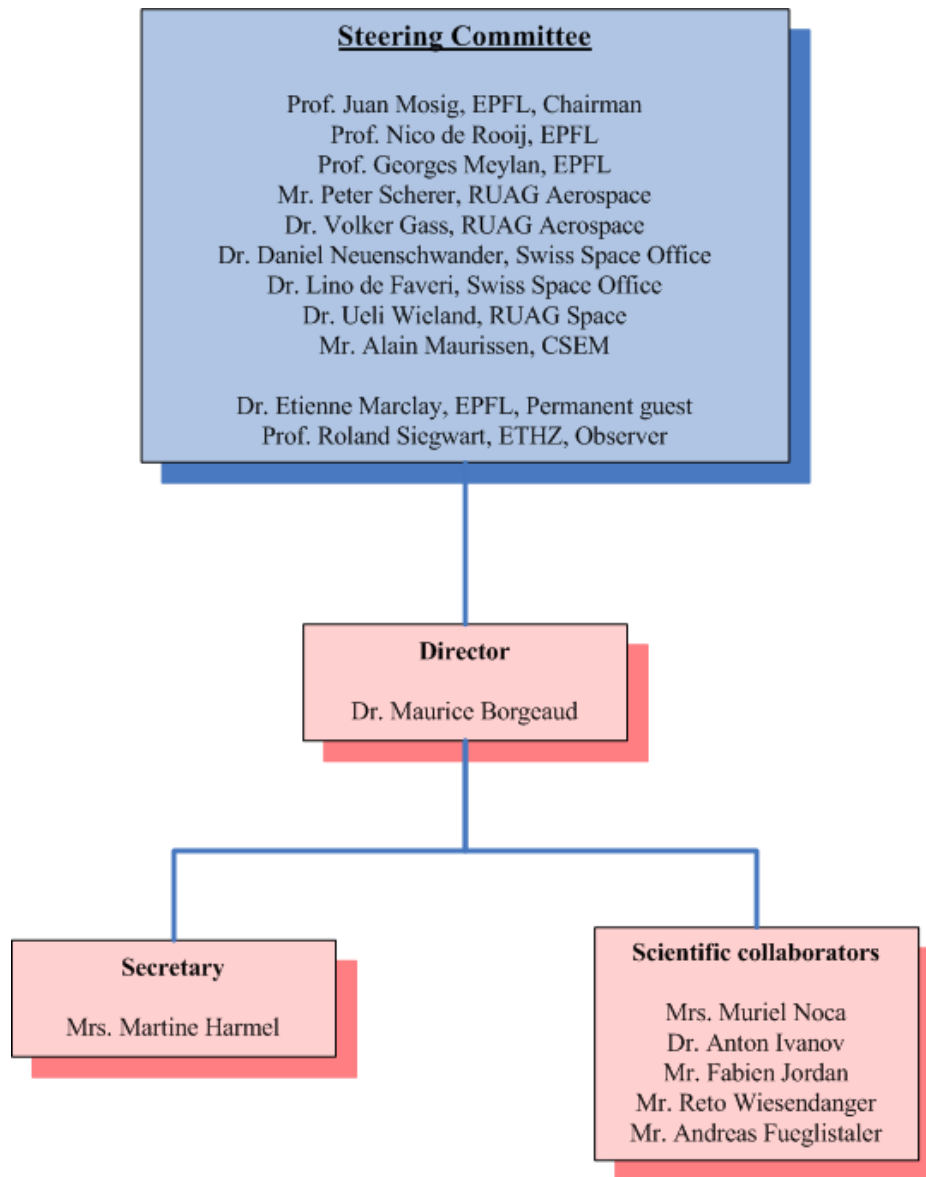 Steering Committee
Prof. Juan Mosig, EPFL, Chairman
Prof. Nico de Rooij, EPFL
Prof. Georges Meylan, EPFL
Mr. Peter Scherer, RUAG Aerospace
Dr. Volker Gass, RUAG Aerospace
Dr. Daniel Neuenschwander, Swiss Space Office
Dr. Lino de Faveri, Swiss Space Office
Dr. Ueli Wieland, RUAG Space
Mr. Alain Maurissen, CSEM
Dr. Etienne Marclay, EPFL, Permanent guest
Prof. Roland Siegwart, ETHZ, Observer
Director
Dr. Maurice Borgeaud
Secretary
Mrs. Martine Harmel
Scientific collaborators
Mrs. Muriel Noca
Dr. Anton Ivanov
Mr. Fabien Jordan
Mr. Reto Wiesendanger
Mr. Andreas Fueglistaler